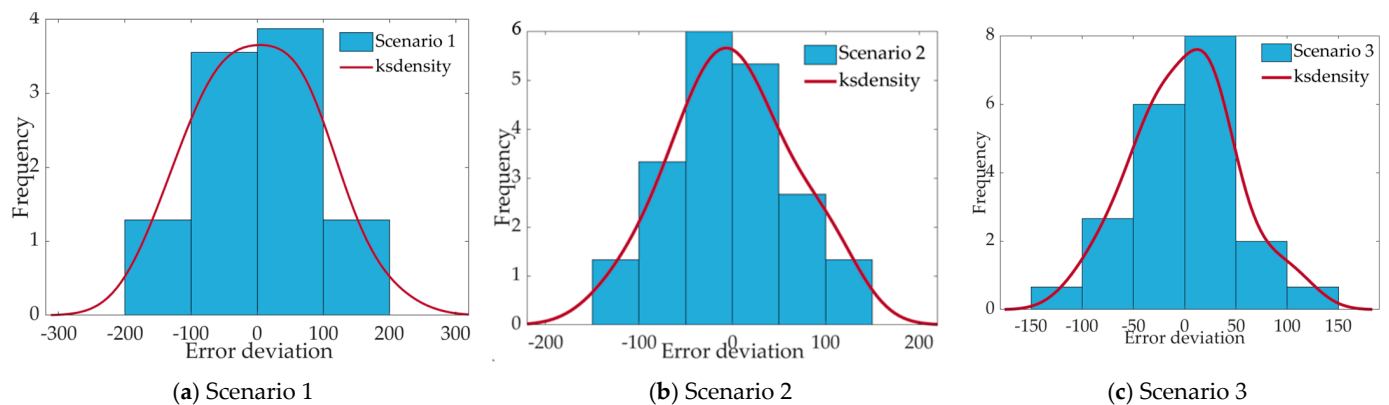 4
3
2
1
0
Frequency
-300
-200
-100
0
100
200
300
Error deviation
Scenario 1
ksdensity
(a) Scenario 1
6
5
4
3
2
1
0
Frequency
-200
-100
0
100
200
Error deviation
Scenario 2
ksdensity
(b) Scenario 2
8
6
4
2
0
Frequency
-150
-100
-50
0
50
100
150
Error deviation
Scenario 3
ksdensity
(c) Scenario 3